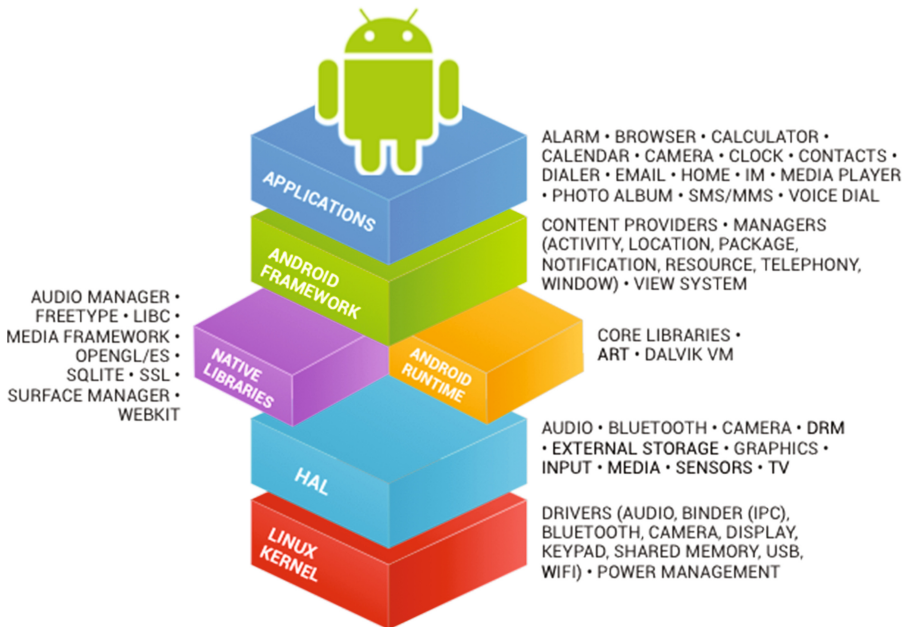 ALARM • BROWSER • CALCULATOR •
CALENDAR • CAMERA • CLOCK • CONTACTS •
DIALER • EMAIL • HOME • IM • MEDIA PLAYER
• PHOTO ALBUM • SMS/MMS • VOICE DIAL
APPLICATIONS
CONTENT PROVIDERS • MANAGERS
(ACTIVITY, LOCATION, PACKAGE,
NOTIFICATION, RESOURCE, TELEPHONY,
WINDOW) • VIEW SYSTEM
ANDROID
FRAMEWORK
AUDIO MANAGER •
FREETYPE • LIBC •
MEDIA FRAMEWORK •
OPENGL/ES •
SQLITE • SSL •
SURFACE MANAGER •
WEBKIT
NATIVE
LIBRARIES
ANDROID
RUNTIME
CORE LIBRARIES •
ART • DALVIK VM
AUDIO • BLUETOOTH • CAMERA • DRM
• EXTERNAL STORAGE • GRAPHICS •
INPUT • MEDIA • SENSORS • TV
HAL
DRIVERS (AUDIO, BINDER (IPC),
BLUETOOTH, CAMERA, DISPLAY,
KEYPAD, SHARED MEMORY, USB,
WIFI) • POWER MANAGEMENT
LINUX
KERNEL